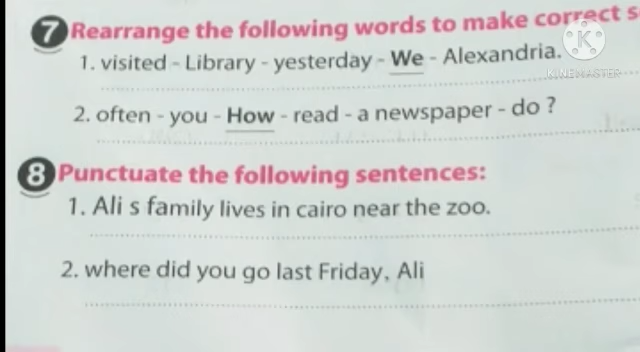 7 Rearrange the following words to make correct s
1. visited - Library - yesterday - We - Alexandria.
KINEMASTER
2. often - you - How - read - a newspaper - do ?
8 Punctuate the following sentences:
1. Ali s family lives in cairo near the zoo.
2. where did you go last Friday, Ali